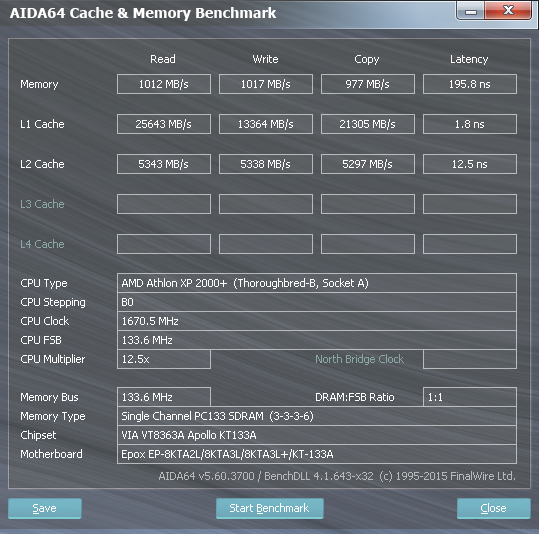 AIDA64 Cache & Memory Benchmark
Read Write Copy Latency
Memory 1012 MB/s 1017 MB/s 977 MB/s 195.8 ns
L1 Cache 25643 MB/s 13364 MB/s 21305 MB/s 1.8 ns
L2 Cache 5343 MB/s 5338 MB/s 5297 MB/s 12.5 ns
L3 Cache
L4 Cache
CPU Type AMD Athlon XP 2000+ (Thoroughbred-B, Socket A)
CPU Stepping B0
CPU Clock 1670.5 MHz
CPU FSB 133.6 MHz
CPU Multiplier 12.5x North Bridge Clock
Memory Bus 133.6 MHz DRAM:FSB Ratio 1:1
Memory Type Single Channel PC133 SDRAM (3-3-3-6)
Chipset VIA VT8363A Apollo KT133A
Motherboard Epox EP-8KTA2L/8KTA3L/8KTA3L+/KT-133A
AIDA64 v5.60.3700 / BenchDLL 4.1.643-x32 (c) 1995-2015 FinalWire Ltd.
Save Start Benchmark Close